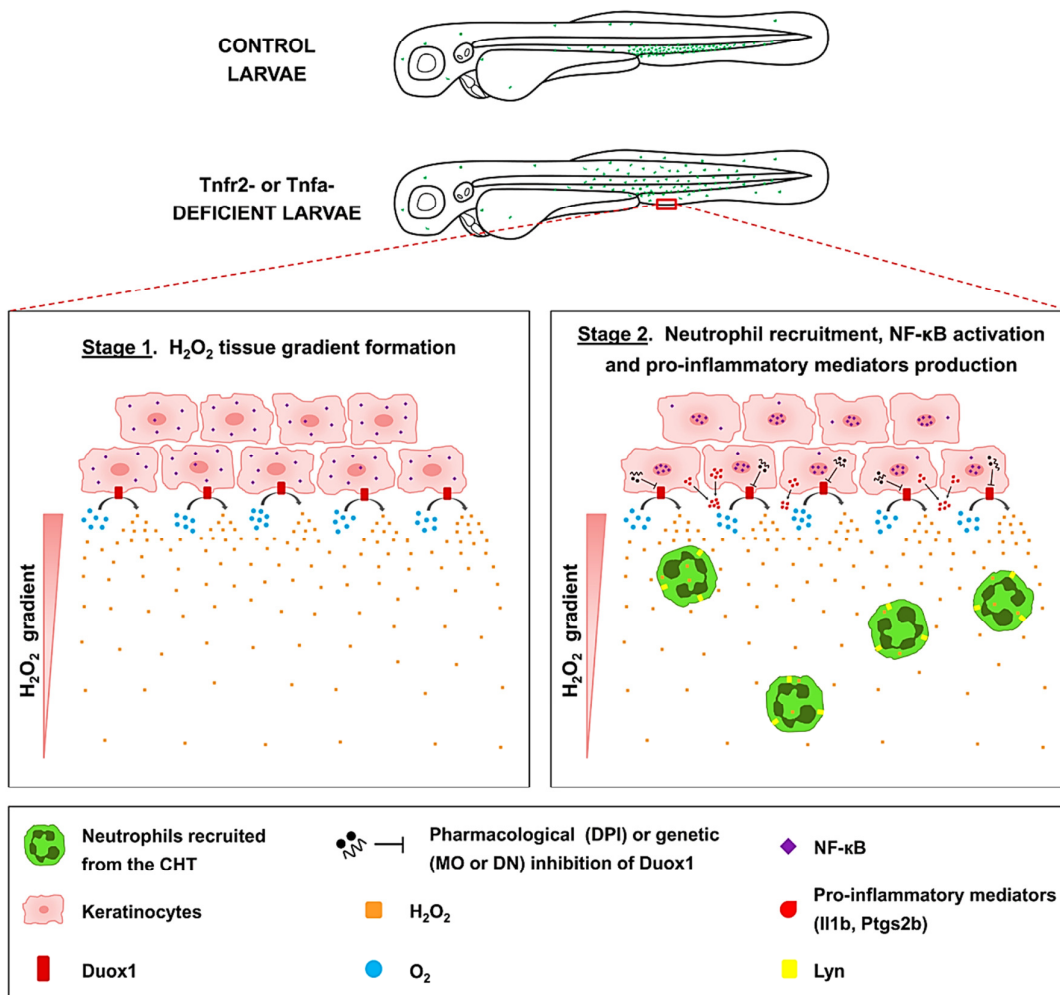 CONTROL
LARVAE
Tnfr2- or Tnfa-
DEFICIENT LARVAE
Stage 1. H₂O₂ tissue gradient formation
H₂O₂ gradient
Stage 2. Neutrophil recruitment, NF-κB activation
and pro-inflammatory mediators production
H₂O₂ gradient
Neutrophils recruited
from the CHT
Keratinocytes
Duox1
Pharmacological (DPI) or genetic
(MO or DN) inhibition of Duox1
H₂O₂
O₂
NF-κB
Pro-inflammatory mediators
(Il1b, Ptgs2b)
Lyn